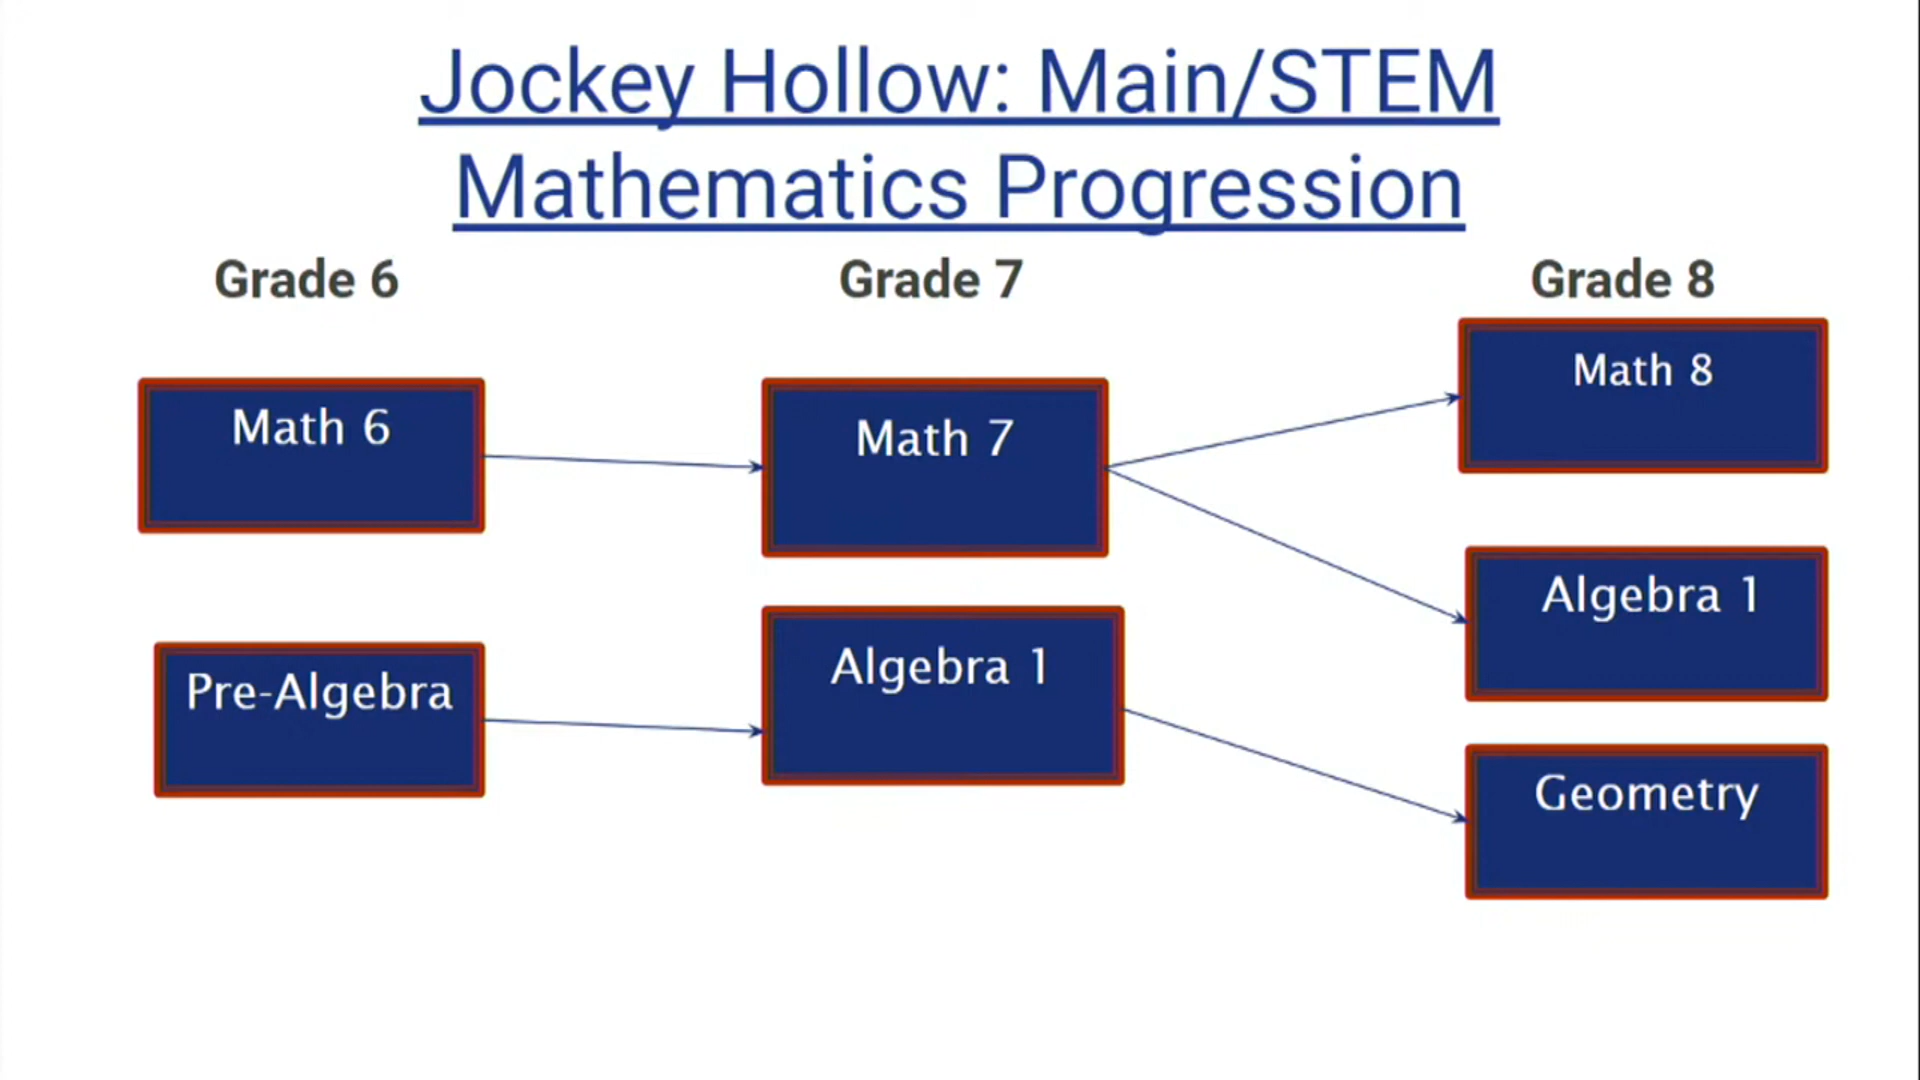 Jockey Hollow: Main/STEM
Mathematics Progression
Grade 6
Grade 7
Grade 8
Math 6
Math 7
Math 8
Pre-Algebra
Algebra 1
Algebra 1
Geometry